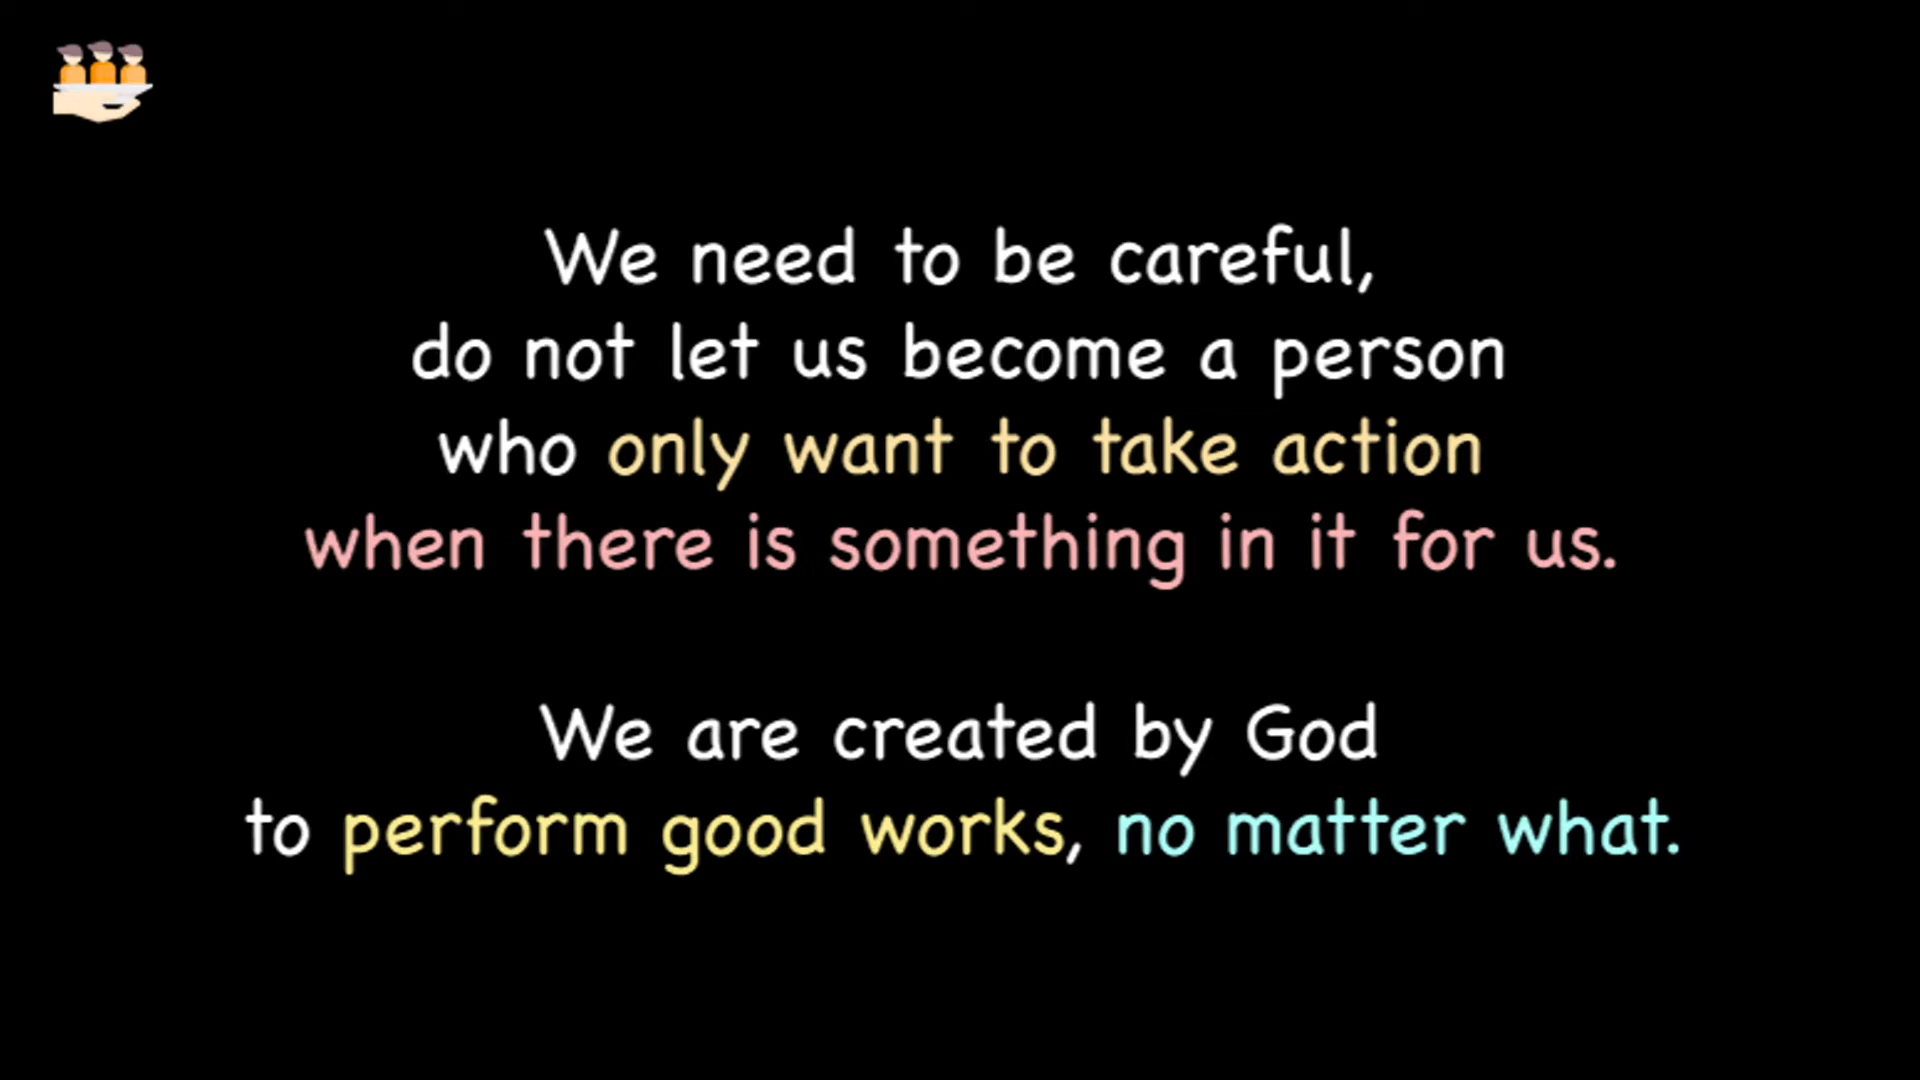 We need to be careful,
do not let us become a person
who only want to take action
when there is something in it for us.
We are created by God
to perform good works, no matter what.